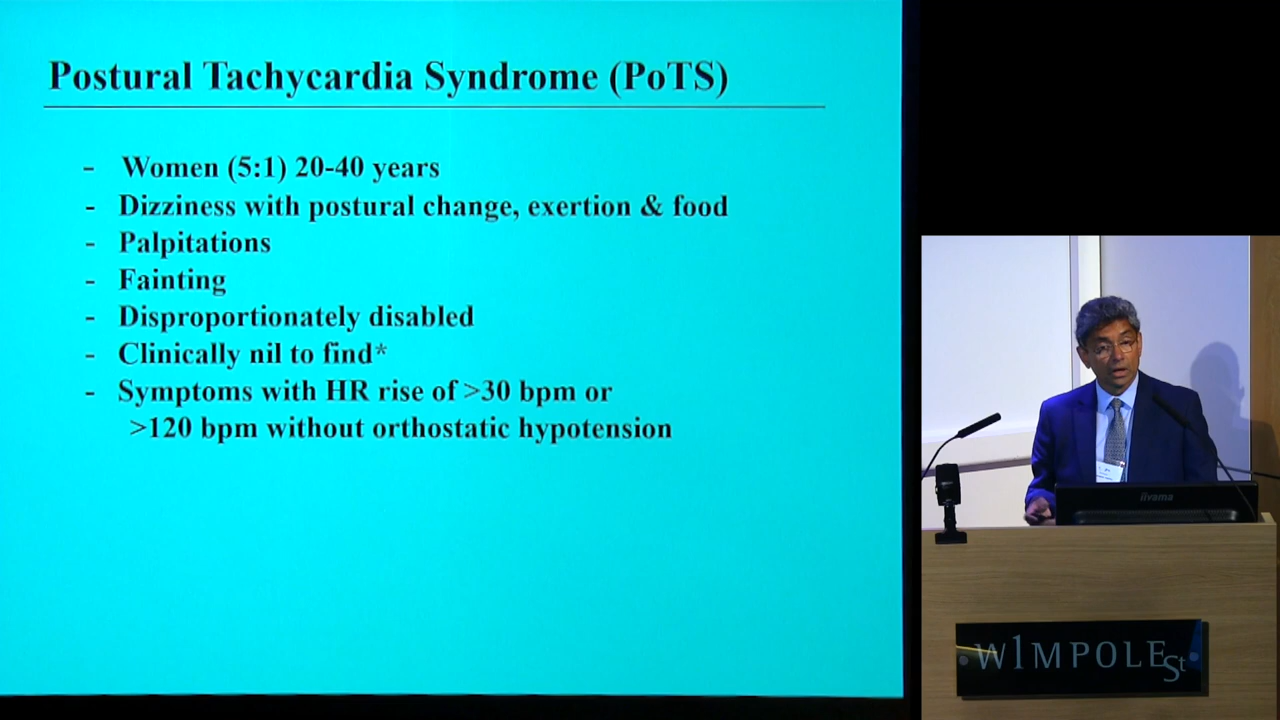 Postural Tachycardia Syndrome (PoTS)
- Women (5:1) 20-40 years
- Dizziness with postural change, exertion & food
- Palpitations
- Fainting
- Disproportionately disabled
- Clinically nil to find*
- Symptoms with HR rise of >30 bpm or
>120 bpm without orthostatic hypotension
iiyama
W1MPOLE St